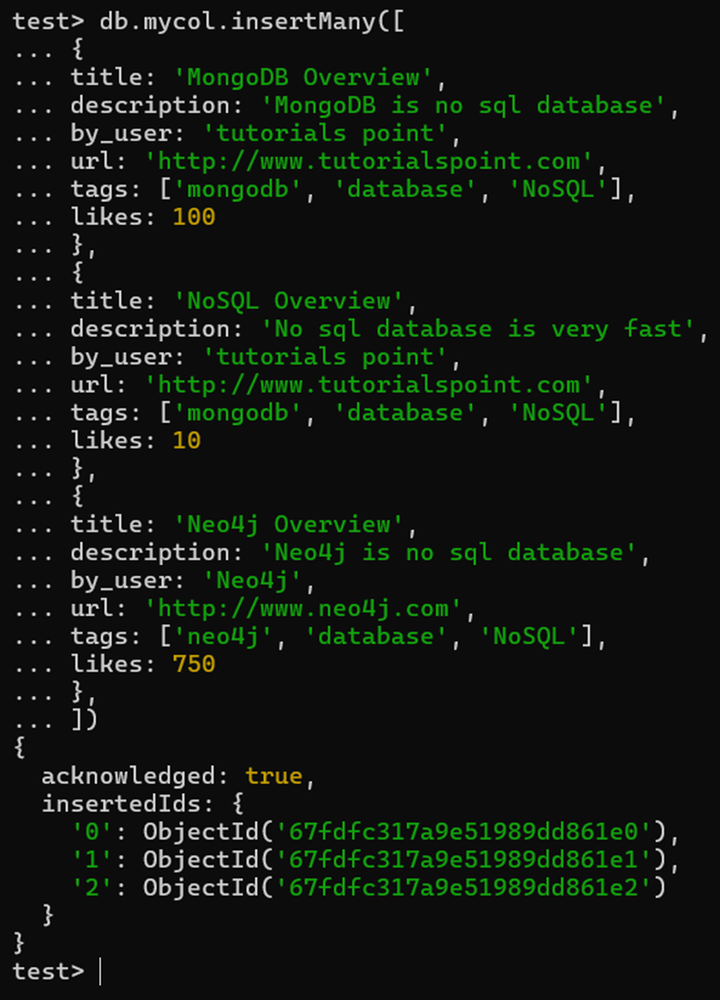 test> db.mycol.insertMany([
... {
... title: 'MongoDB Overview',
... description: 'MongoDB is no sql database',
... by_user: 'tutorials point',
... url: 'http://www.tutorialspoint.com',
... tags: ['mongodb', 'database', 'NoSQL'],
... likes: 100
... },
... {
... title: 'NoSQL Overview',
... description: 'No sql database is very fast',
... by_user: 'tutorials point',
... url: 'http://www.tutorialspoint.com',
... tags: ['mongodb', 'database', 'NoSQL'],
... likes: 10
... },
... {
... title: 'Neo4j Overview',
... description: 'Neo4j is no sql database',
... by_user: 'Neo4j',
... url: 'http://www.neo4j.com',
... tags: ['neo4j', 'database', 'NoSQL'],
... likes: 750
... },
... ])
{
  acknowledged: true,
  insertedIds: {
    '0': ObjectId('67fdfc317a9e51989dd861e0'),
    '1': ObjectId('67fdfc317a9e51989dd861e1'),
    '2': ObjectId('67fdfc317a9e51989dd861e2')
  }
}
test>